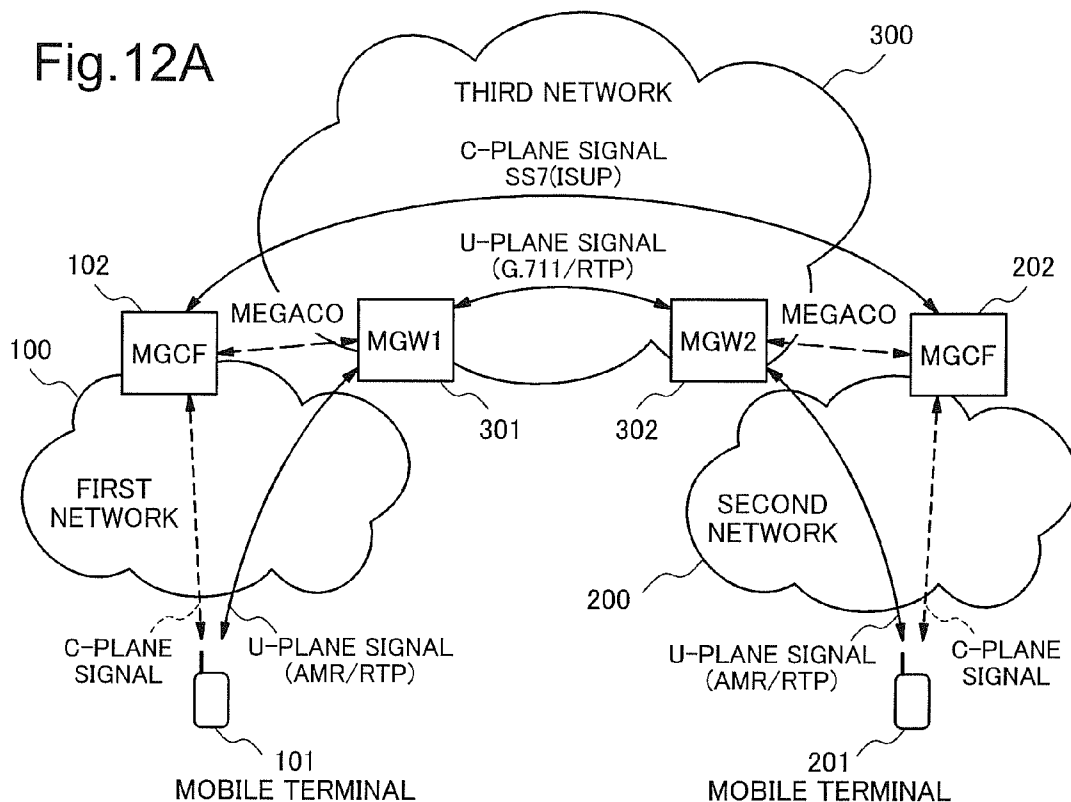 Fig.12A
300
THIRD NETWORK
C-PLANE SIGNAL
SS7(ISUP)
U-PLANE SIGNAL
(G.711/RTP)
102
202
MEGACO
MEGACO
MGCF
MGW1
MGW2
MGCF
100
301
302
FIRST
NETWORK
SECOND
NETWORK
200
C-PLANE
SIGNAL
U-PLANE SIGNAL
(AMR/RTP)
U-PLANE SIGNAL
(AMR/RTP)
C-PLANE
SIGNAL
101
MOBILE TERMINAL
201
MOBILE TERMINAL